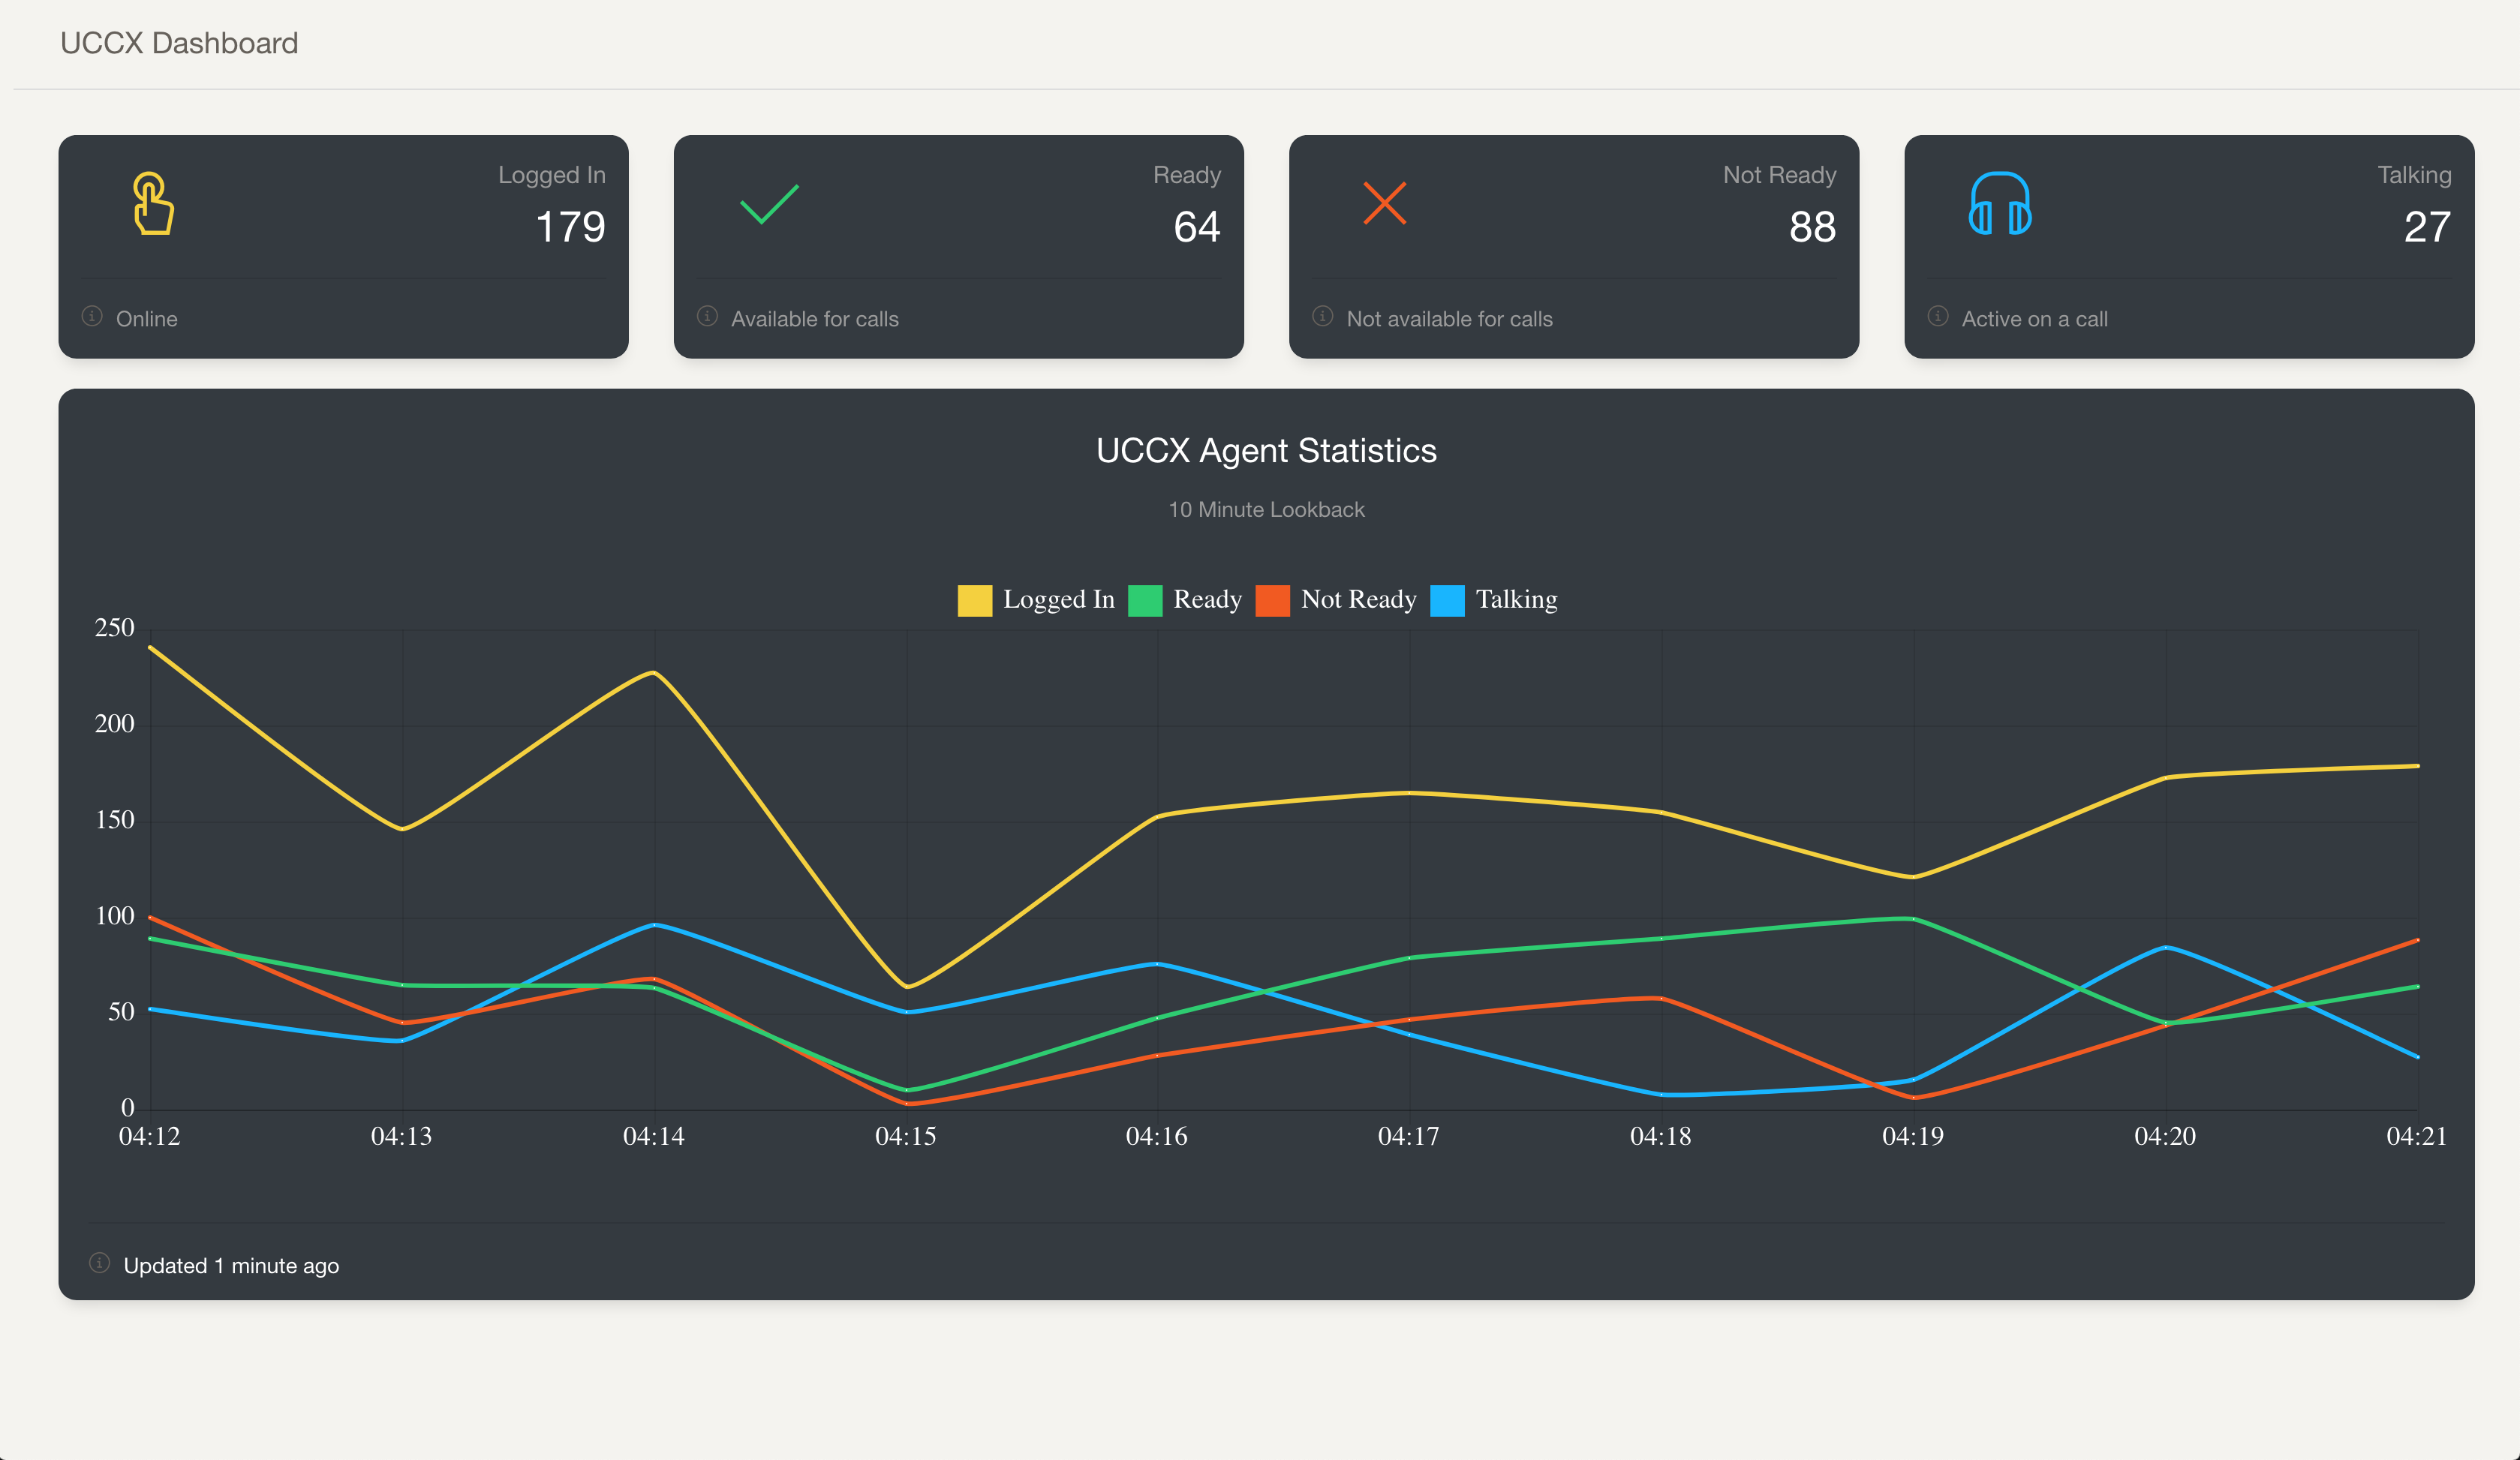 UCCX Dashboard
Logged In
179
Online
Ready
64
Available for calls
Not Ready
88
Not available for calls
Talking
27
Active on a call
UCCX Agent Statistics
10 Minute Lookback
Logged In Ready Not Ready Talking
250
200
150
100
50
0
04:12 04:13 04:14 04:15 04:16 04:17 04:18 04:19 04:20 04:21
Updated 1 minute ago